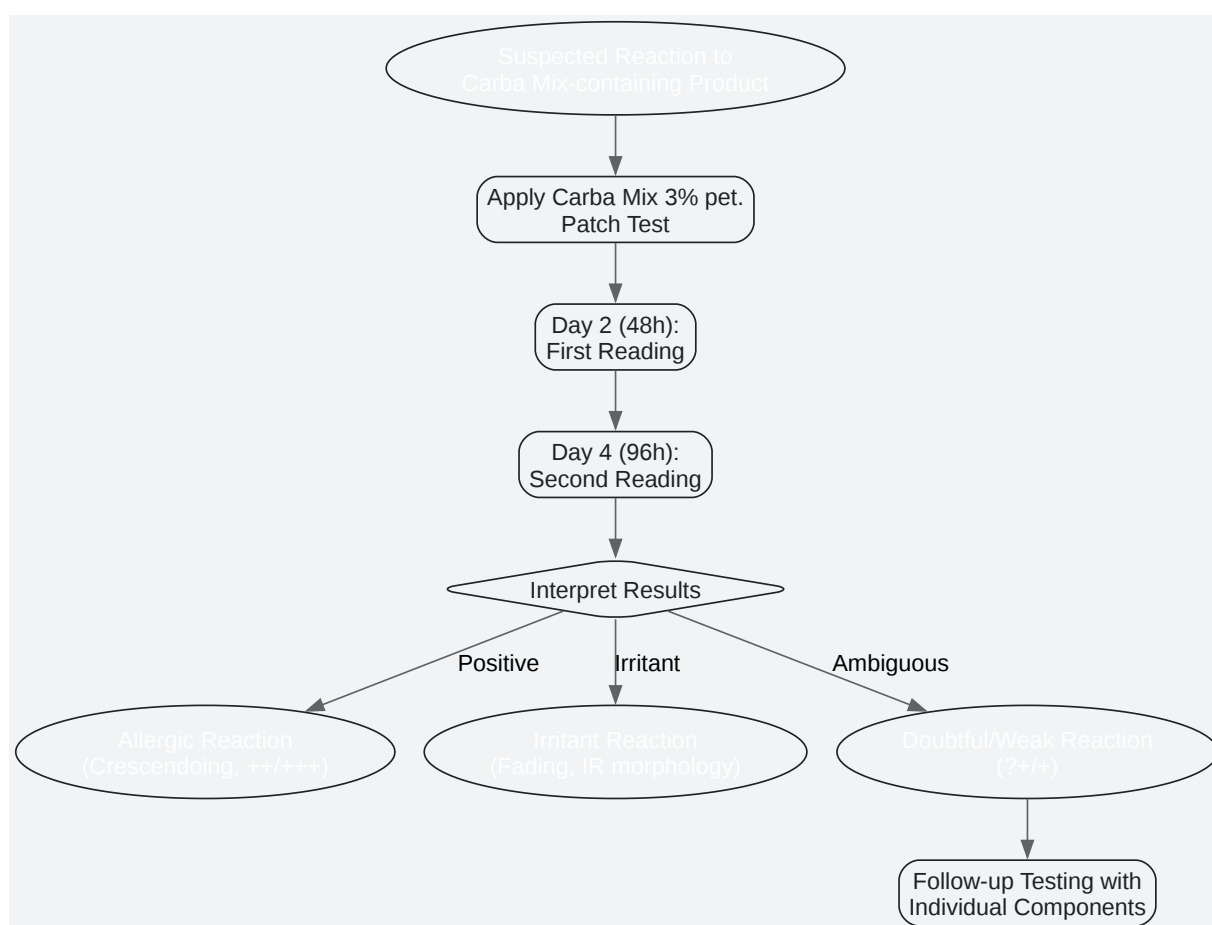 Suspected Reaction to
Carba Mix-containing Product
Apply Carba Mix 3% pet.
Patch Test
Day 2 (48h):
First Reading
Day 4 (96h):
Second Reading
Interpret Results
Positive
Irritant
Ambiguous
Allergic Reaction
(Crescendoing, ++/+++)
Irritant Reaction
(Fading, IR morphology)
Doubtful/Weak Reaction
(?+/+)
Follow-up Testing with
Individual Components